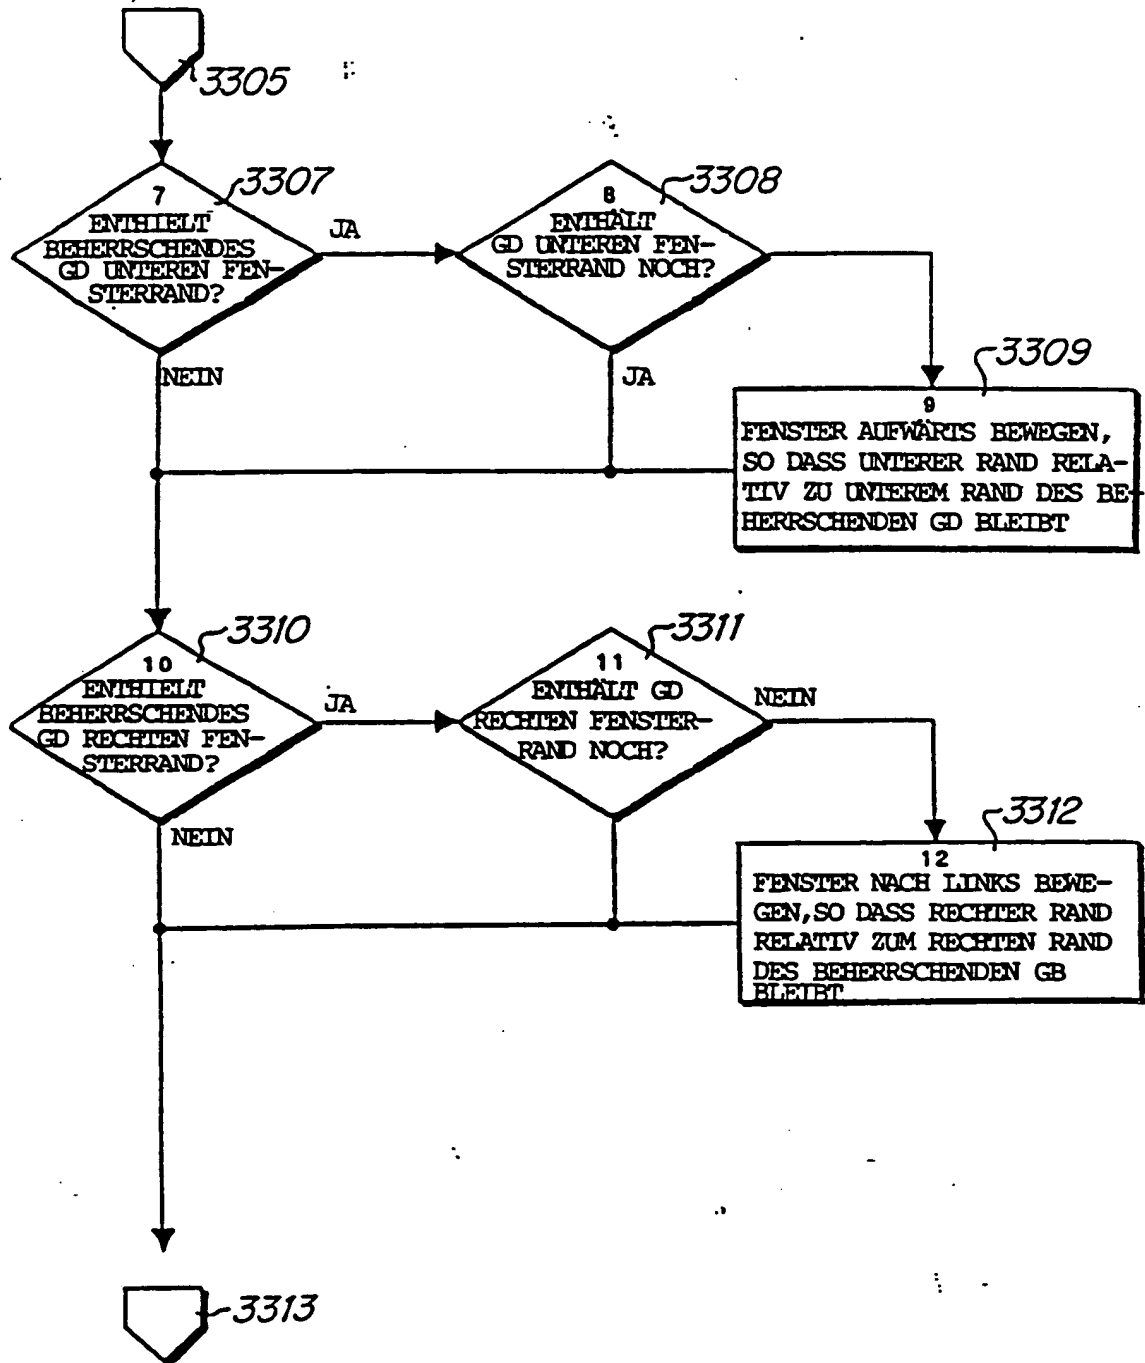 3305
3307
7
ENTHIELT
BEHERRSCHENDES
GD UNTEREN FEN-
STERRAND?
JA
NEIN
3308
8
ENTHÄLT
GD UNTEREN FEN-
STERRAND NOCH?
JA
3309
9
FENSTER AUFWÄRTS BEWEGEN,
SO DASS UNTERER RAND RELA-
TIV ZU UNTEREM RAND DES BE-
HERRSCHENDEN GD BLEIBT
3310
10
ENTHIELT
BEHERRSCHENDES
GD RECHTEN FEN-
STERRAND?
JA
NEIN
3311
11
ENTHÄLT GD
RECHTEN FENSTER-
RAND NOCH?
NEIN
3312
12
FENSTER NACH LINKS BEWE-
GEN, SO DASS RECHTER RAND
RELATIV ZUM RECHTEN RAND
DES BEHERRSCHENDEN GB
BLEIBT
3313